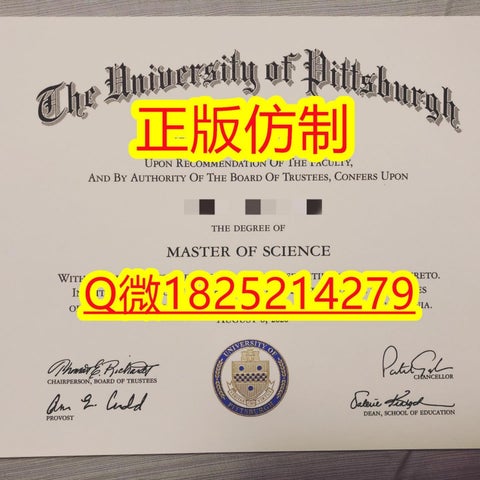 The University of Pittsburgh
正版仿制
UPON RECOMMENDATION OF THE FACULTY,
AND BY AUTHORITY OF THE BOARD OF TRUSTEES, CONFERS UPON
THE DEGREE OF
MASTER OF SCIENCE
Q微1825214279
CHAIRPERSON, BOARD OF TRUSTEES
CHANCELLOR
PROVOST
DEAN, SCHOOL OF EDUCATION
UNIVERSITY OF
PITTSBURGH